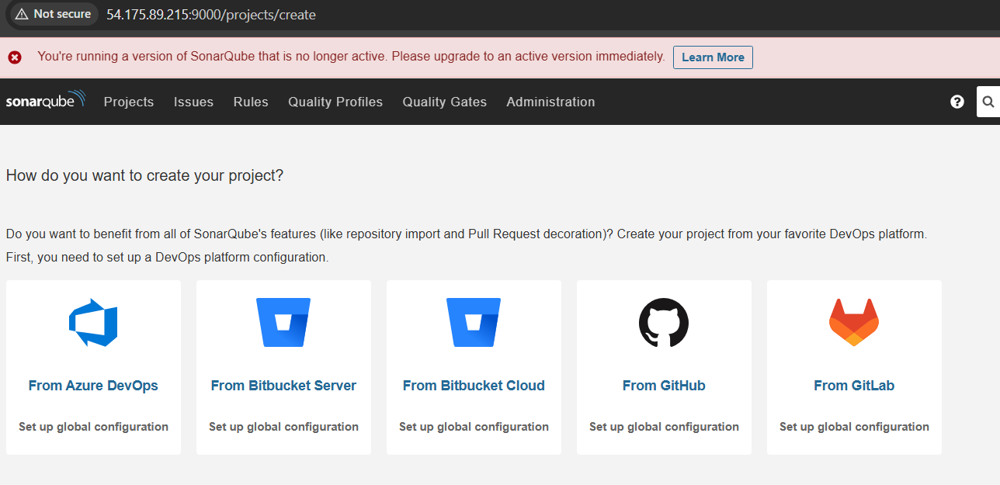 Not secure 54.175.89.215:9000/projects/create
You're running a version of SonarQube that is no longer active. Please upgrade to an active version immediately. Learn More
sonarqube Projects Issues Rules Quality Profiles Quality Gates Administration ?
How do you want to create your project?
Do you want to benefit from all of SonarQube's features (like repository import and Pull Request decoration)? Create your project from your favorite DevOps platform.
First, you need to set up a DevOps platform configuration.
From Azure DevOps From Bitbucket Server From Bitbucket Cloud From GitHub From GitLab
Set up global configuration Set up global configuration Set up global configuration Set up global configuration Set up global configuration